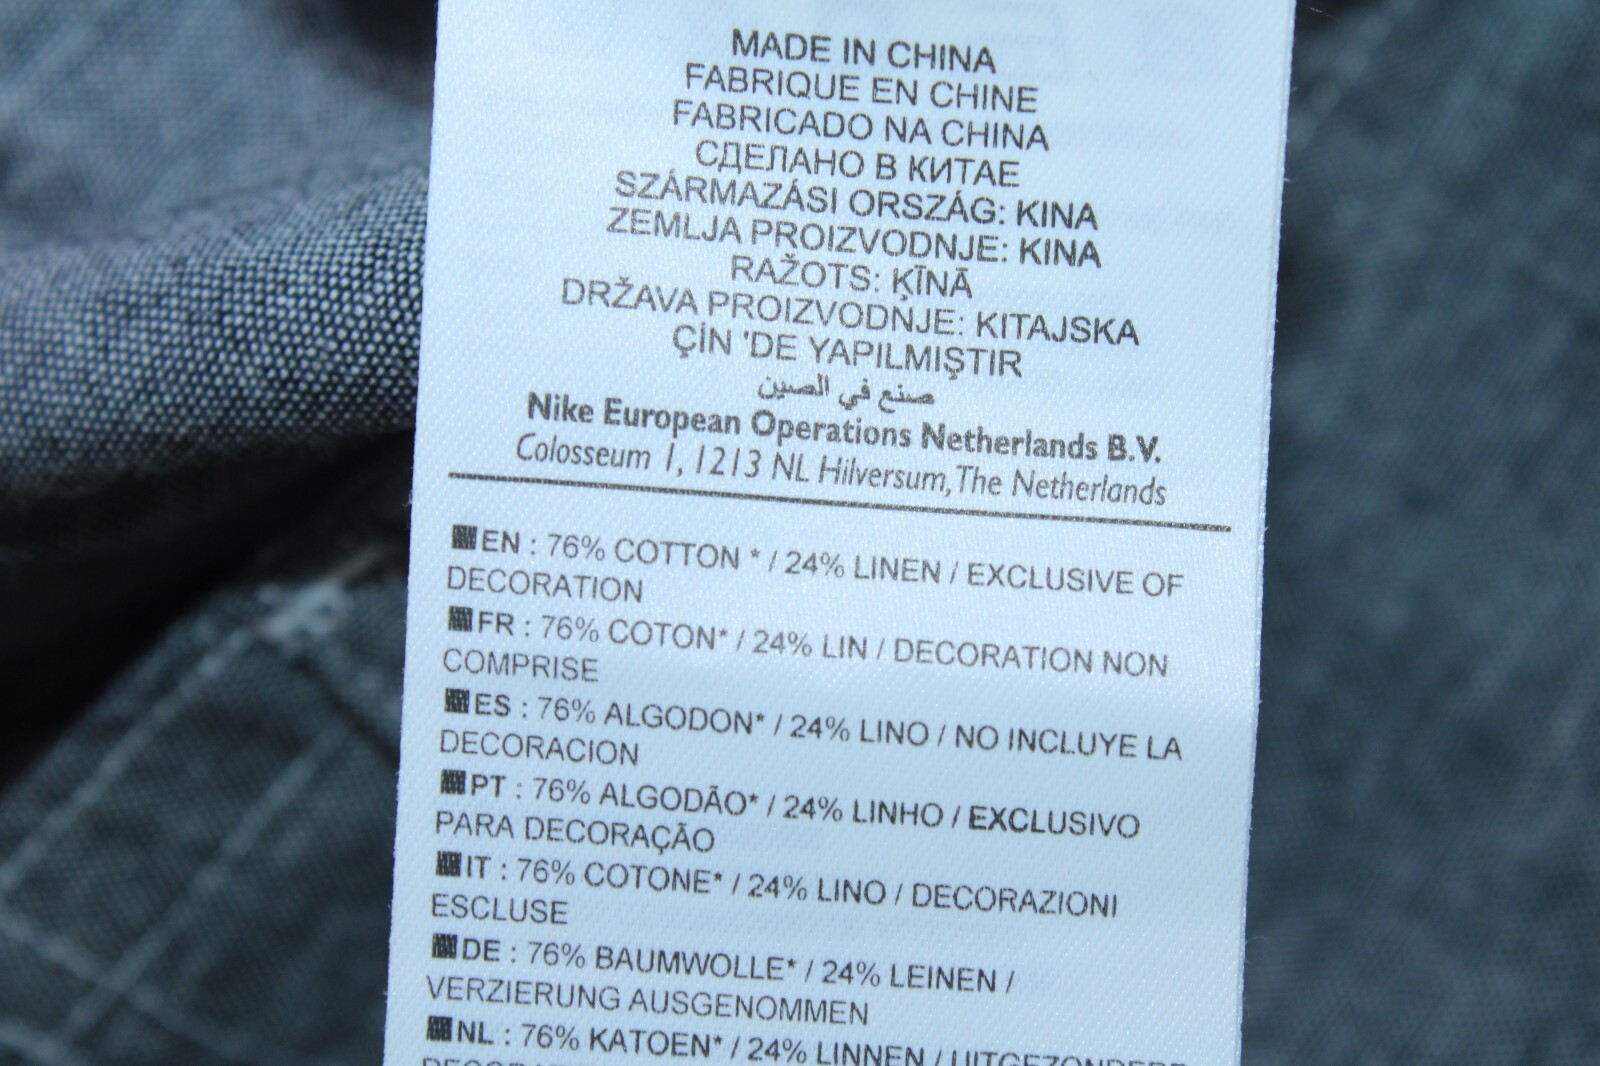 MADE IN CHINA
FABRIQUE EN CHINE
FABRICADO NA CHINA
СДЕЛАНО В КИТАЕ
SZÁRMAZÁSI ORSZÁG: KINA
ZEMLJA PROIZVODNJE: KINA
RAŽOTS: ĶĪNĀ
DRŽAVA PROIZVODNJE: KITAJSKA
ÇİN 'DE YAPILMIŞTIR
صنع في الصين
Nike European Operations Netherlands B.V.
Colosseum 1, 1213 NL Hilversum, The Netherlands
EN : 76% COTTON * / 24% LINEN / EXCLUSIVE OF
DECORATION
FR : 76% COTON* / 24% LIN / DECORATION NON
COMPRISE
ES : 76% ALGODON* / 24% LINO / NO INCLUYE LA
DECORACION
PT : 76% ALGODÃO* / 24% LINHO / EXCLUSIVO
PARA DECORAÇÃO
IT : 76% COTONE* / 24% LINO / DECORAZIONI
ESCLUSE
DE : 76% BAUMWOLLE* / 24% LEINEN /
VERZIERUNG AUSGENOMMEN
NL : 76% KATOEN* / 24% LINNEN / UITGEZONDERD